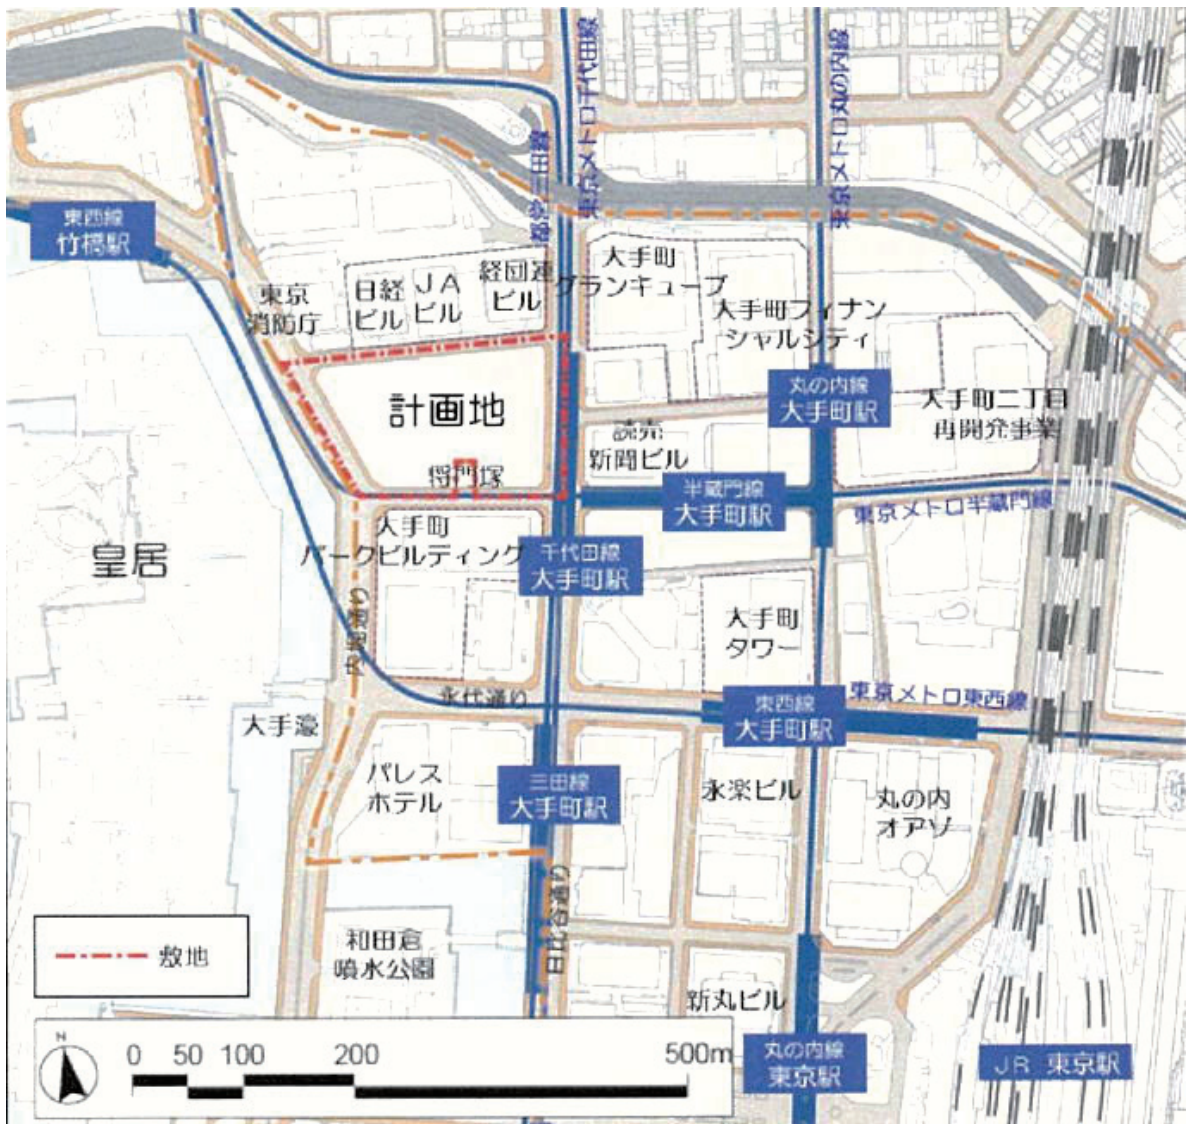 東京メトロ千代田線
東京メトロ丸の内線
都営三田線
東西線
竹橋駅
東京
消防庁
日経
ビル
JA
ビル
経団連
ビル
大手町
グランキューブ
大手町フィナン
シャルシティ
丸の内線
大手町駅
大手町二丁目
再開発事業
計画地
読売
新聞ビル
将門塚
半蔵門線
大手町駅
東京メトロ半蔵門線
皇居
大手町
パークビルディング
千代田線
大手町駅
内堀通り
大手町
タワー
永代通り
東京メトロ東西線
東西線
大手町駅
大手濠
パレス
ホテル
三田線
大手町駅
永楽ビル
丸の内
オアゾ
日比谷通り
敷地
和田倉
噴水公園
新丸ビル
N
0 50 100 200 500m
丸の内線
東京駅
JR 東京駅